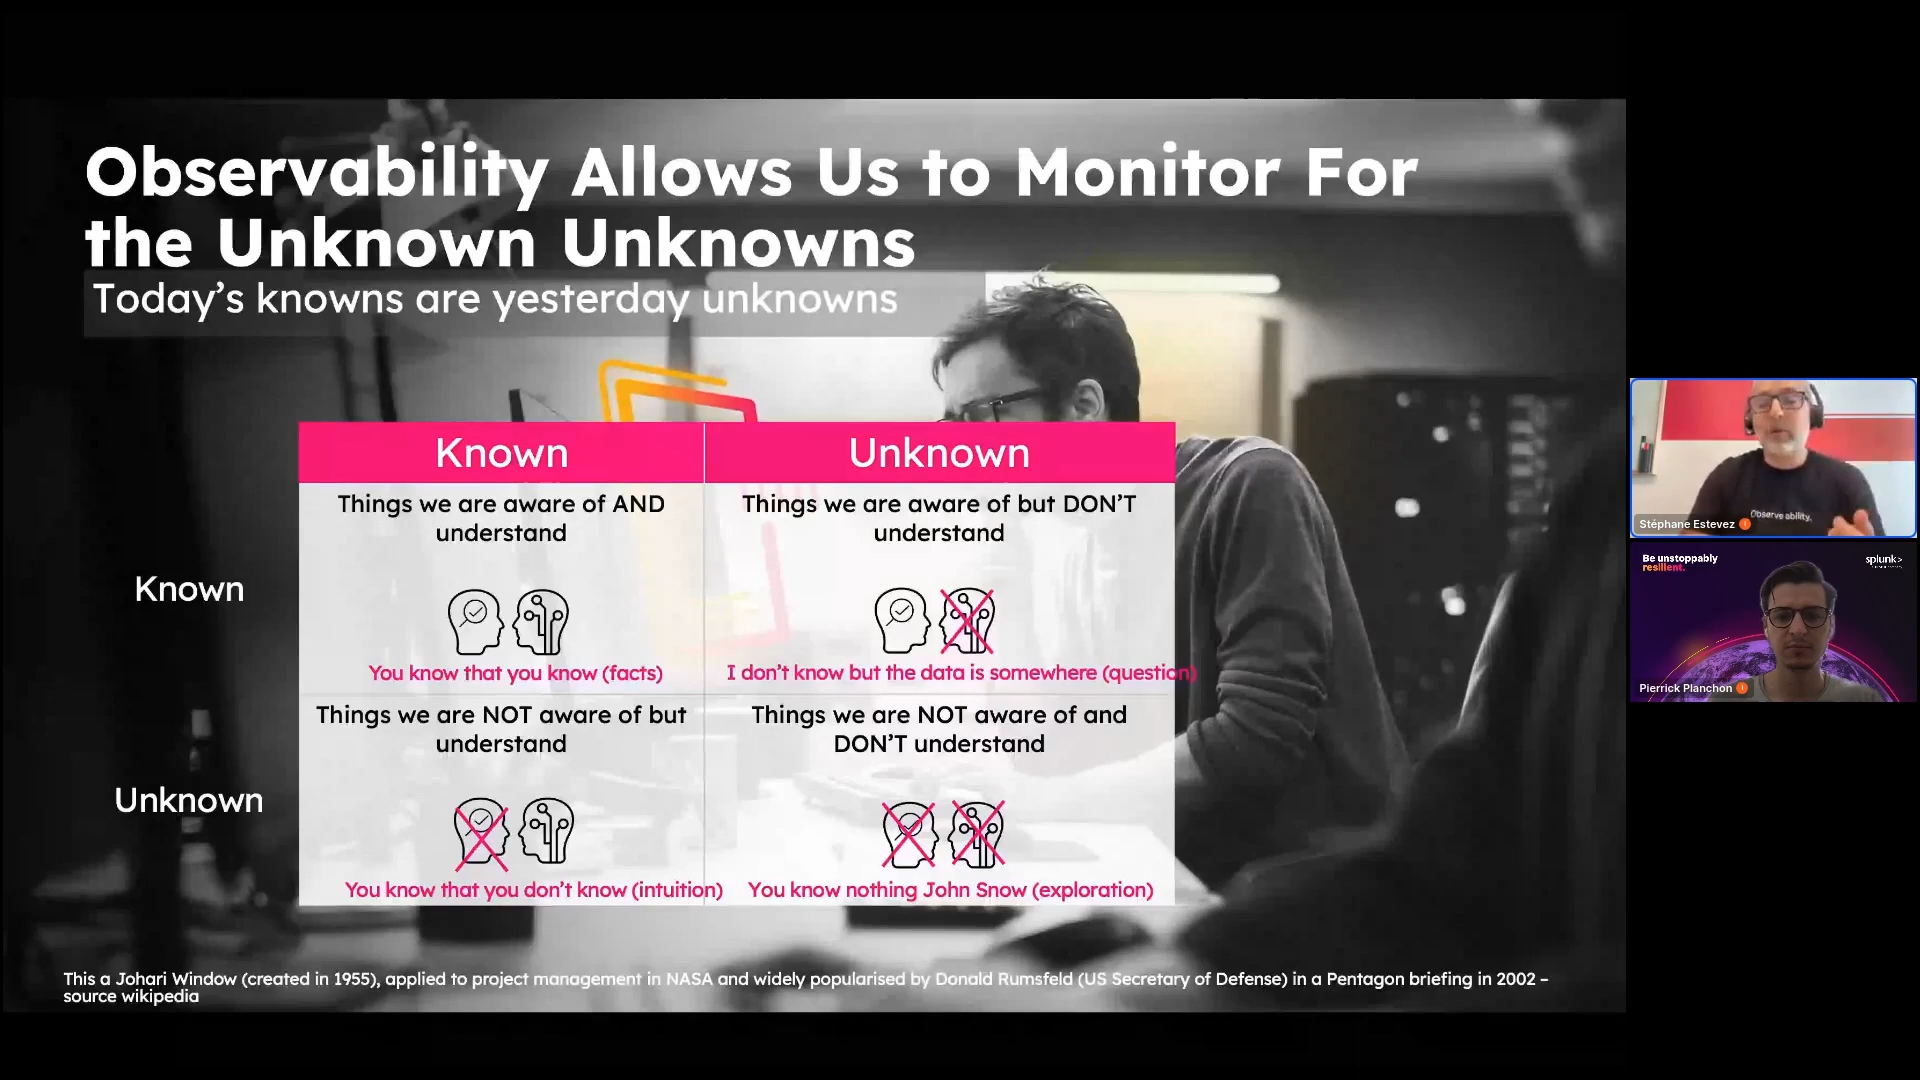 Observability Allows Us to Monitor For
the Unknown Unknowns
Today's knowns are yesterday unknowns
Known
Unknown
Known
Things we are aware of AND
understand
You know that you know (facts)
Things we are aware of but DON'T
understand
I don't know but the data is somewhere (question)
Unknown
Things we are NOT aware of but
understand
You know that you don't know (intuition)
Things we are NOT aware of and
DON'T understand
You know nothing John Snow (exploration)
This a Johari Window (created in 1955), applied to project management in NASA and widely popularised by Donald Rumsfeld (US Secretary of Defense) in a Pentagon briefing in 2002 –
source wikipedia
Observe ability.
Stéphane Estevez
Be unstoppably
resilient.
splunk>
Pierrick Planchon